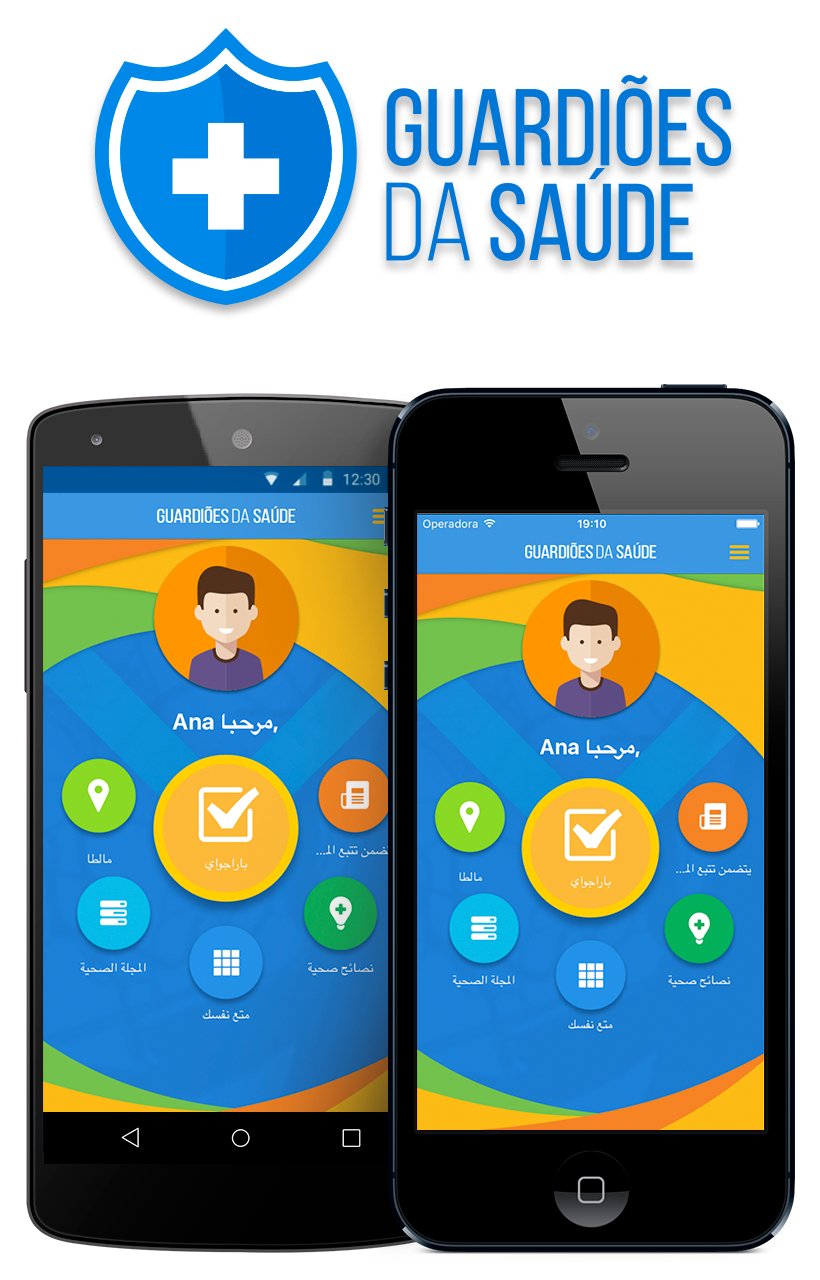 GUARDIÕES
DA SAÚDE
12:30
GUARDIÕES DA SAÚDE
Ana مرحبا,
باراجواي
مالطا
يتضمن تتبع الم...
المجلة الصحية
نصائح صحية
متع نفسك
Operadora
19:10
GUARDIÕES DA SAÚDE
Ana مرحبا,
باراجواي
مالطا
يتضمن تتبع الم...
المجلة الصحية
نصائح صحية
متع نفسك